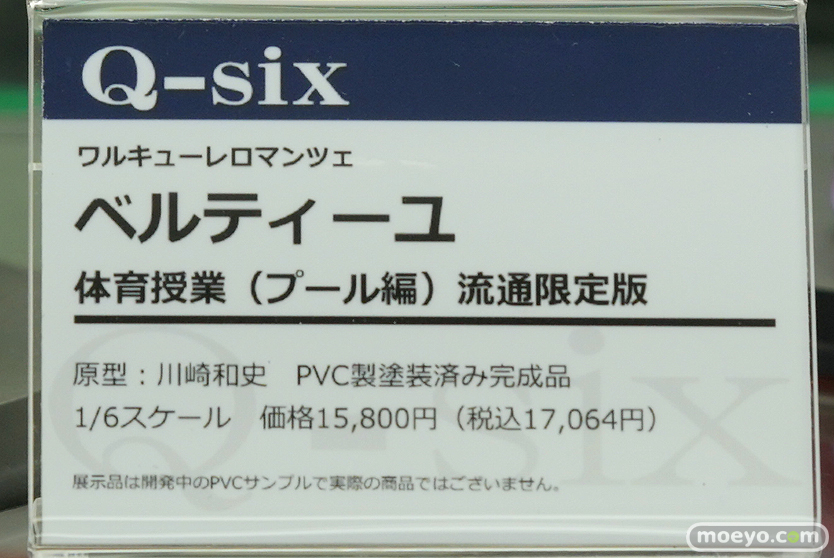 Q-six
ワルキューレロマンツェ
ベルティーユ
体育授業（プール編）流通限定版
原型：川崎和史　PVC製塗装済み完成品
1/6スケール　価格15,800円（税込17,064円）
展示品は開発中のPVCサンプルで実際の商品ではございません。
Q-six
moeyo.com